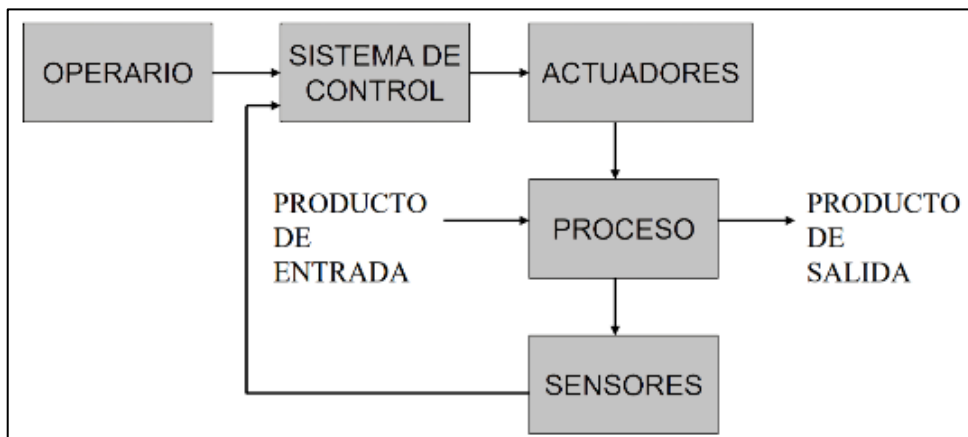 OPERARIO
SISTEMA DE
CONTROL
ACTUADORES
PRODUCTO
DE
ENTRADA
PROCESO
PRODUCTO
DE
SALIDA
SENSORES